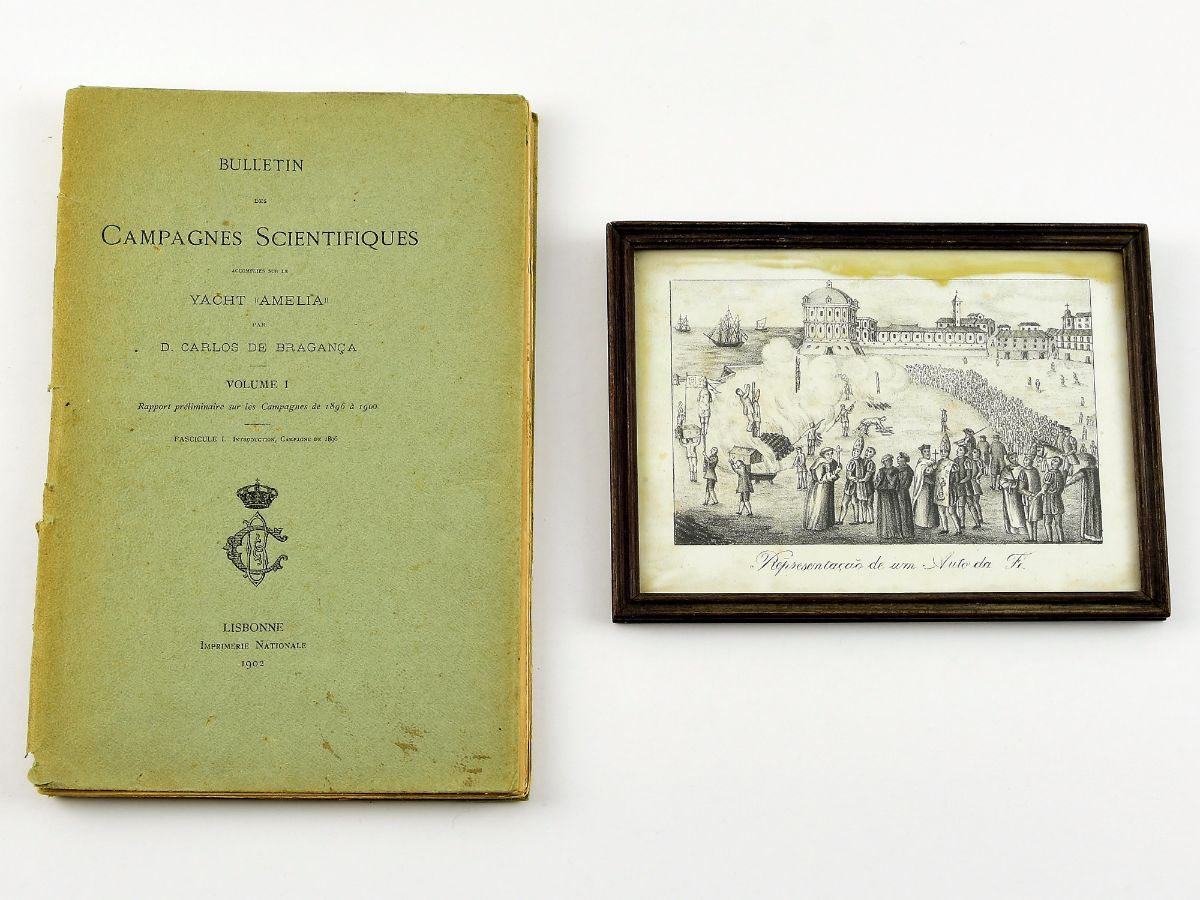 BULLETIN
DES
CAMPAGNES SCIENTIFIQUES
ACCOMPLIES SUR LE
YACHT "AMELIA"
PAR
D. CARLOS DE BRAGANÇA
VOLUME I
Rapport préliminaire sur les Campagnes de 1896 à 1900
FASCICULE I. INTRODUCTION, CAMPAGNE DE 1896
LISBONNE
IMPRIMERIE NATIONALE
1902
Representação de um Auto da Fé.